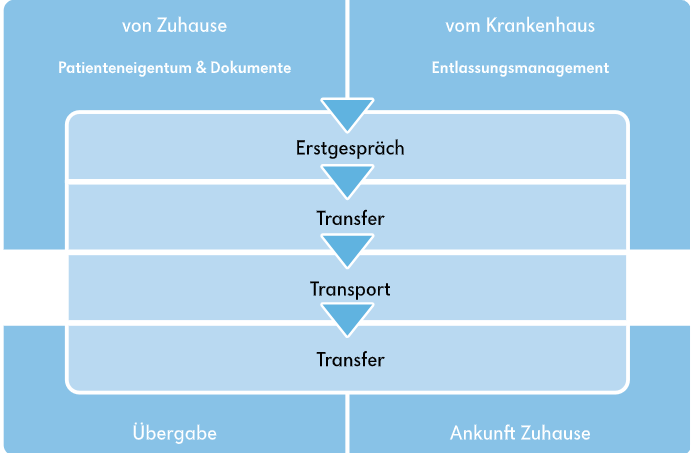 von Zuhause
vom Krankenhaus
Patienteneigentum & Dokumente
Entlassungsmanagement
Erstgespräch
Transfer
Transport
Transfer
Übergabe
Ankunft Zuhause